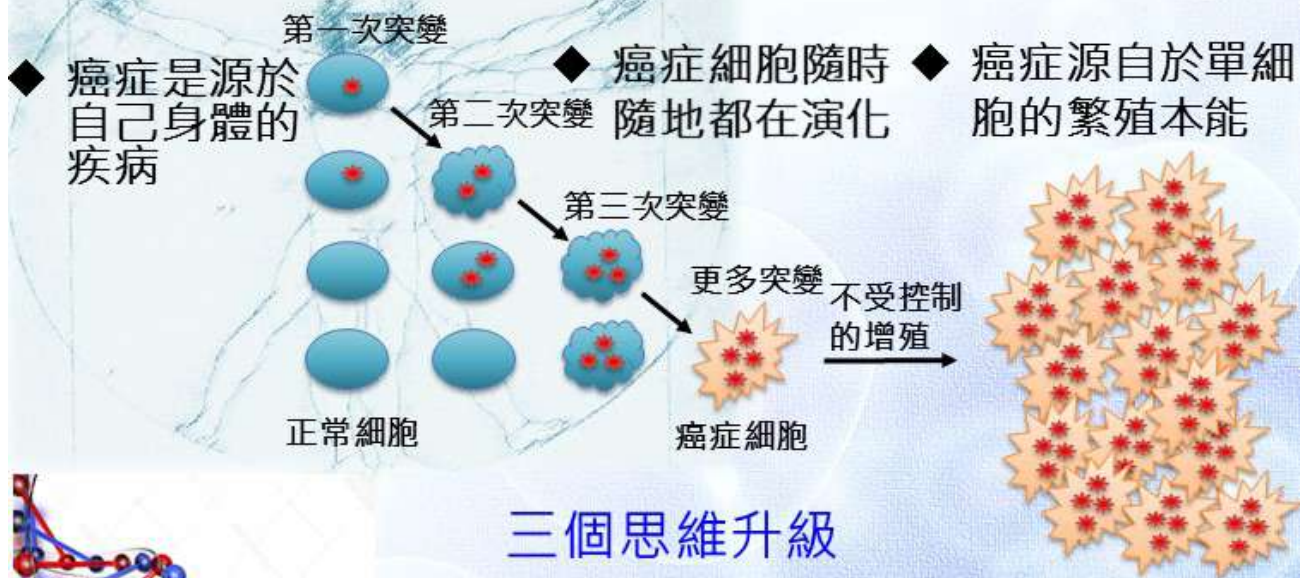 第一次突變
◆ 癌症是源於
自己身體的
疾病
◆ 癌症細胞隨時
隨地都在演化
◆ 癌症源自於單細
胞的繁殖本能
第二次突變
第三次突變
更多突變
不受控制
的增殖
正常細胞
癌症細胞
三個思維升級